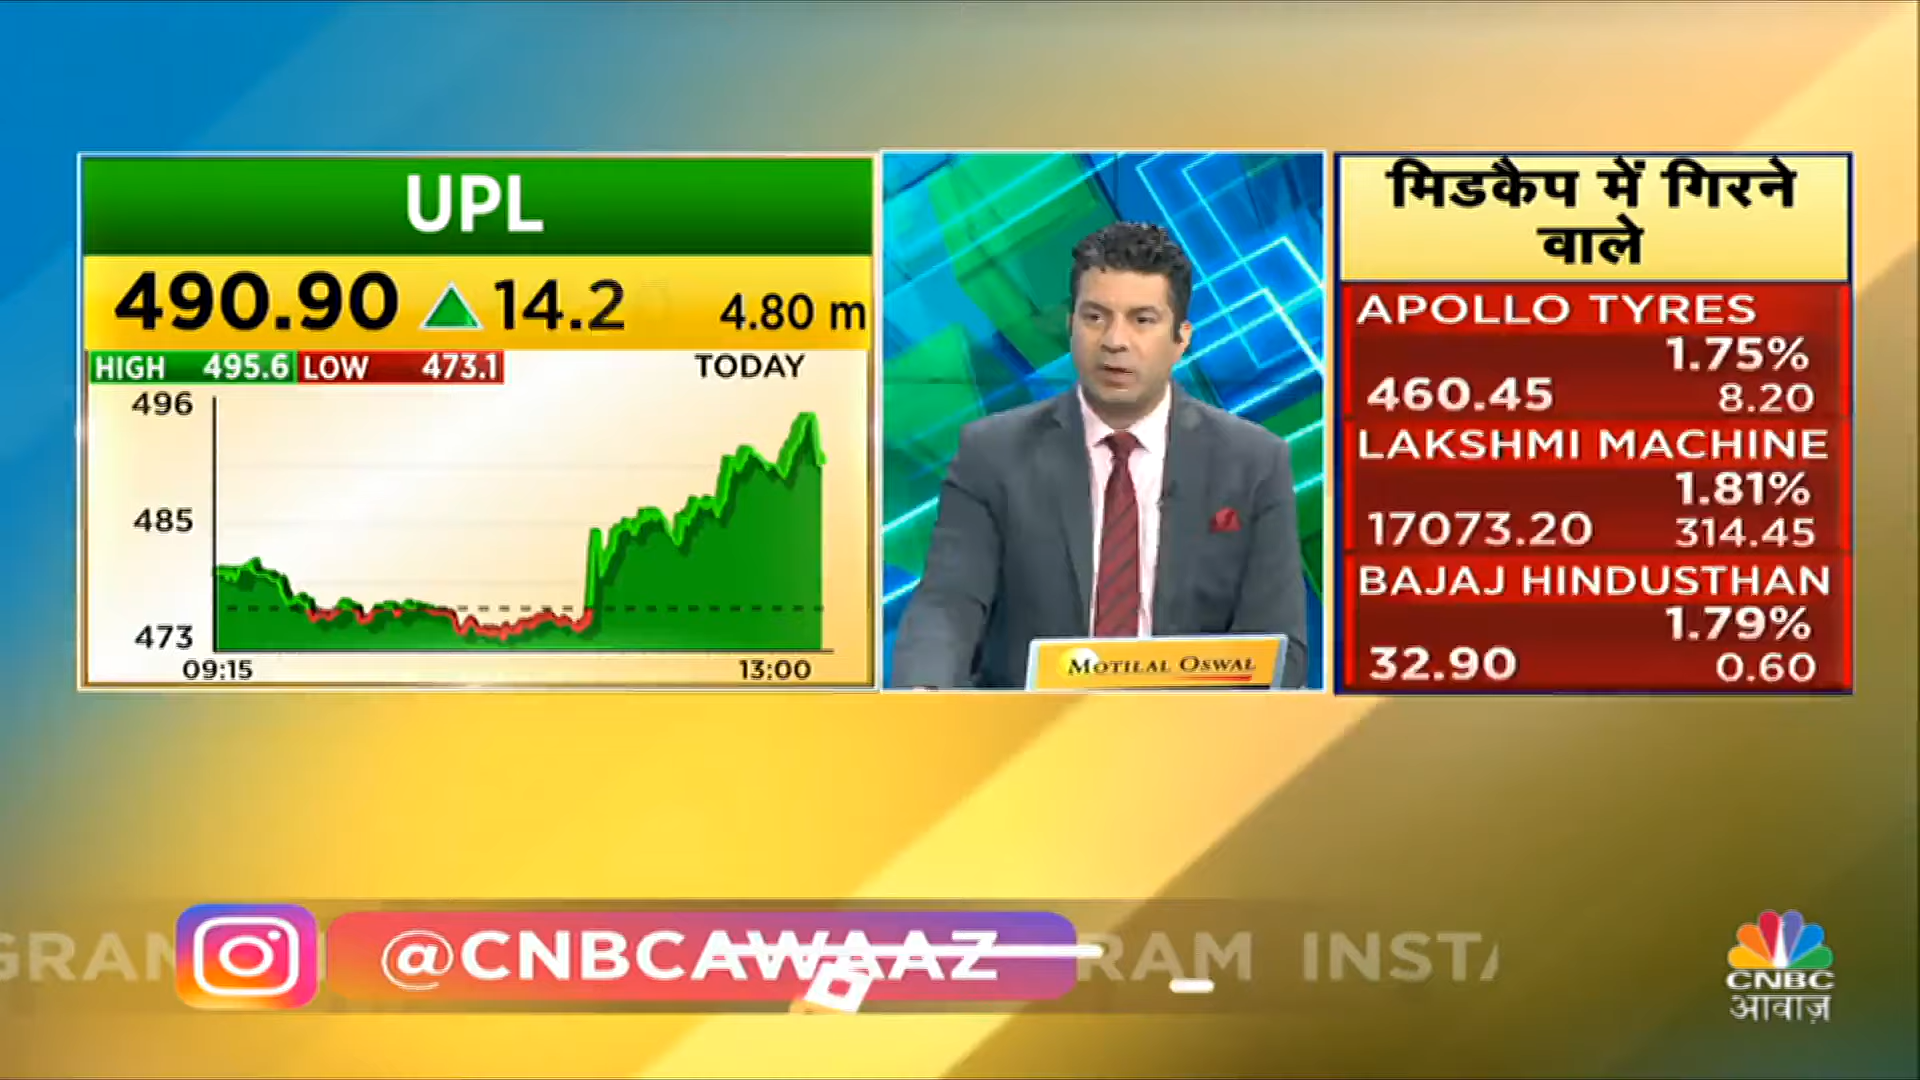 UPL
490.90 ▲ 14.2 4.80 m
HIGH 495.6 LOW 473.1 TODAY
496
485
473
09:15 13:00
MOTILAL OSWAL
मिडकैप में गिरने
वाले
APOLLO TYRES
1.75%
460.45 8.20
LAKSHMI MACHINE
1.81%
17073.20 314.45
BAJAJ HINDUSTHAN
1.79%
32.90 0.60
GRAM @CNBCAWAAZ RAM INSTA
CNBC
आवाज़